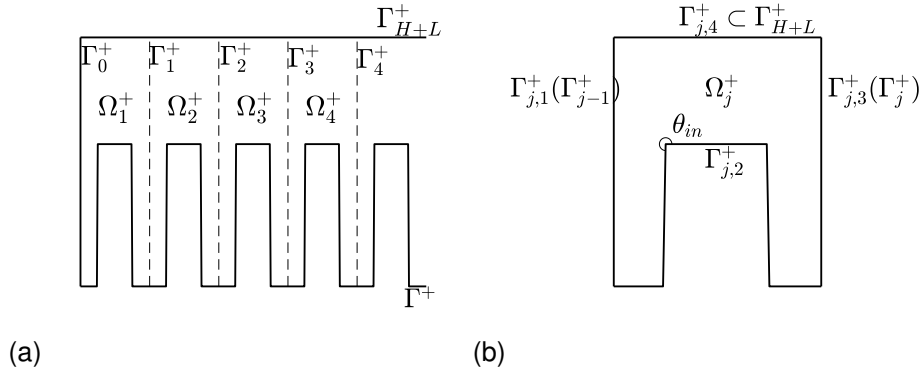 Γ⁺_{H+L}
Γ⁺_0 Γ⁺_1 Γ⁺_2 Γ⁺_3 Γ⁺_4
Ω⁺_1 Ω⁺_2 Ω⁺_3 Ω⁺_4
Γ⁺
(a)
Γ⁺_{j,4} ⊂ Γ⁺_{H+L}
Γ⁺_{j,1}(Γ⁺_{j−1}) Ω⁺_j Γ⁺_{j,3}(Γ⁺_j)
θ_{in}
Γ⁺_{j,2}
(b)